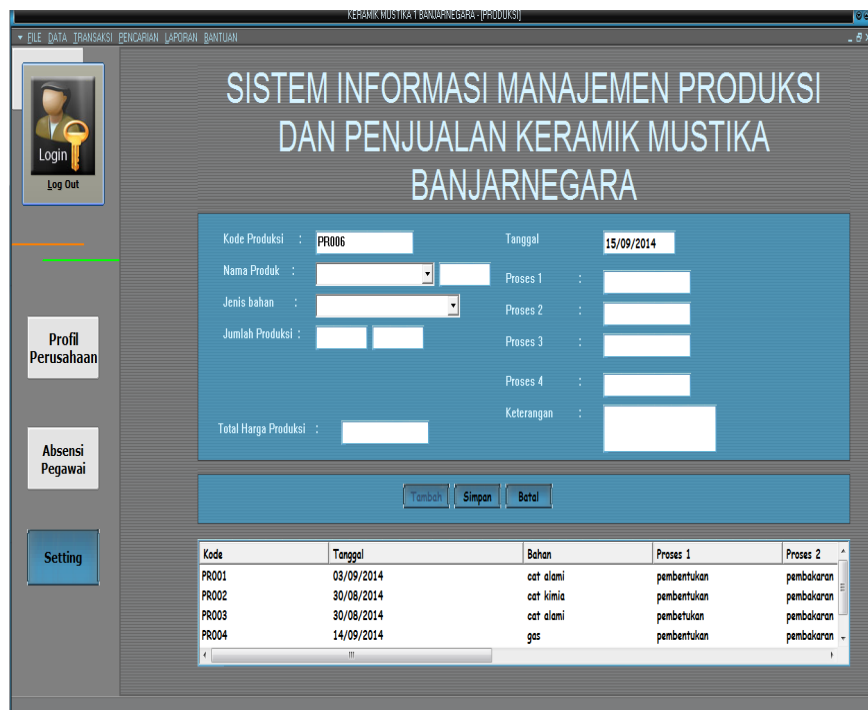 KERAMIK MUSTIKA 1 BANJARNEGARA - [PRODUKSI]
FILE DATA TRANSAKSI PENCARIAN LAPORAN BANTUAN
Login
Log Out
SISTEM INFORMASI MANAJEMEN PRODUKSI
DAN PENJUALAN KERAMIK MUSTIKA
BANJARNEGARA
Kode Produksi : PR006 Tanggal 15/09/2014
Nama Produk :
Proses 1 :
Jenis bahan :
Proses 2 :
Jumlah Produksi :
Proses 3 :
Proses 4 :
Keterangan :
Total Harga Produksi :
Profil
Perusahaan
Absensi
Pegawai
Setting
Tambah Simpan Batal
Kode Tanggal Bahan Proses 1 Proses 2
PR001 03/09/2014 cat alami pembentukan pembakaran
PR002 30/08/2014 cat kimia pembentukan pembakaran
PR003 30/08/2014 cat alami pembetukan pembakaran
PR004 14/09/2014 gas pembentukan pembakaran